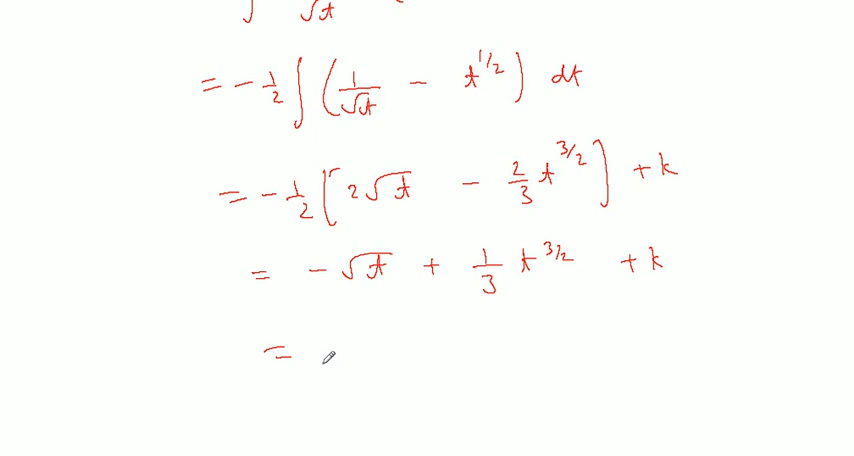 ∫ √t
= -1/2 ∫ (1/√t - t^1/2) dt
= -1/2 [2√t - 2/3 t^3/2] + k
= -√t + 1/3 t^3/2 + k
=